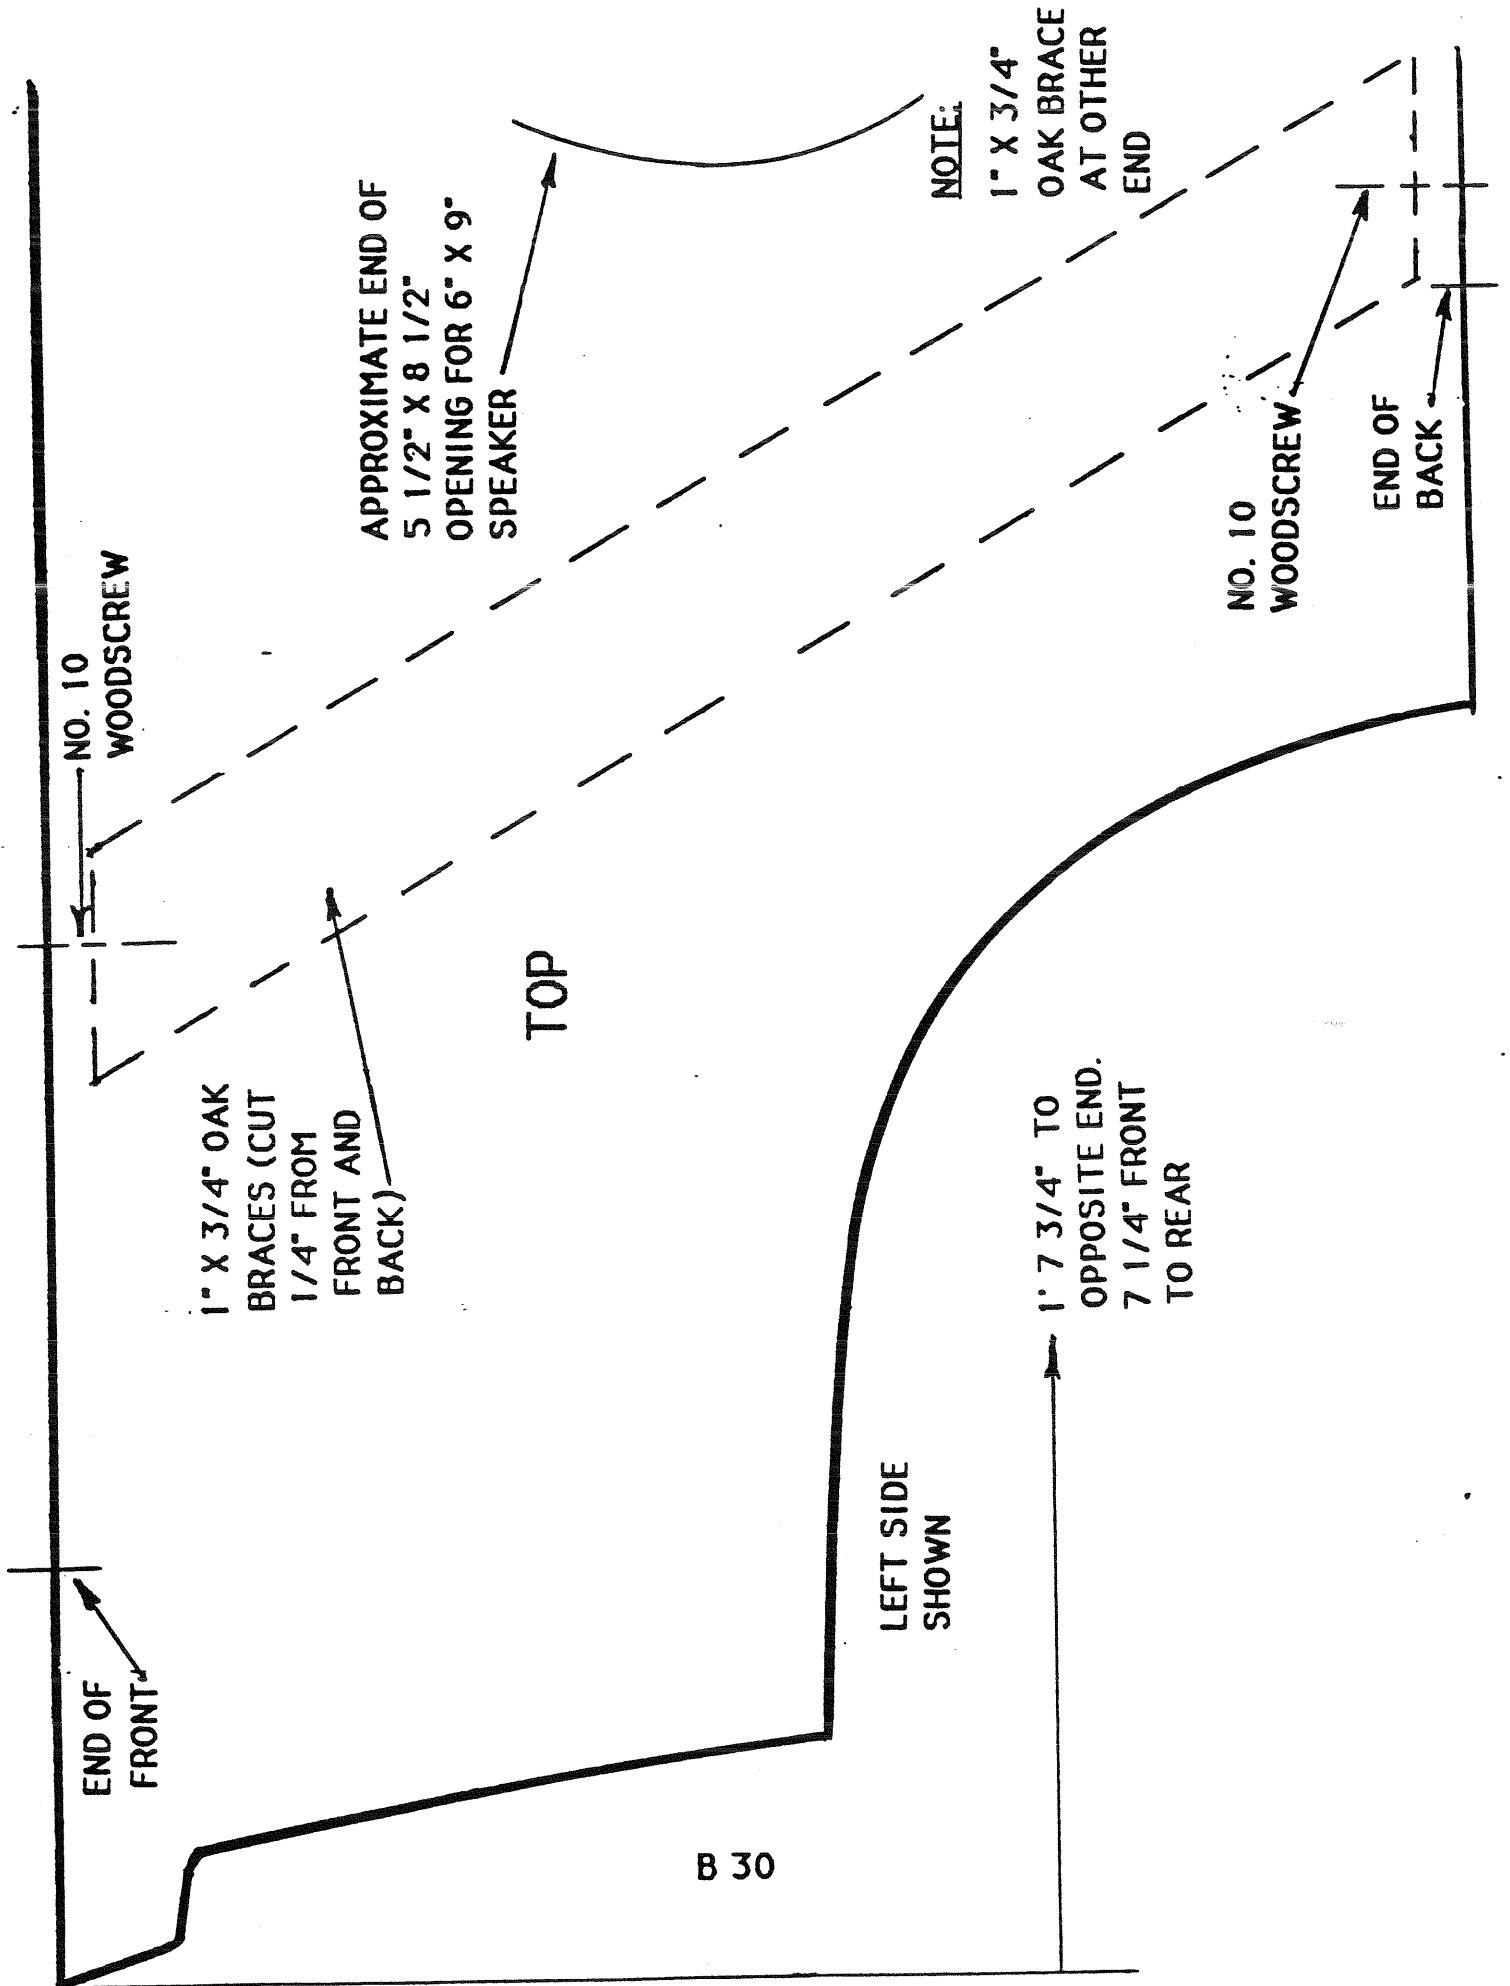 NO. 10
WOODSCREW
APPROXIMATE END OF
5 1/2" X 8 1/2"
OPENING FOR 6" X 9"
SPEAKER
NOTE:
1" X 3/4"
OAK BRACE
AT OTHER
END
END OF
FRONT
1" X 3/4" OAK
BRACES (CUT
1/4" FROM
FRONT AND
BACK)
TOP
NO. 10
WOODSCREW
END OF
BACK
LEFT SIDE
SHOWN
1' 7 3/4" TO
OPPOSITE END.
7 1/4" FRONT
TO REAR
B 30